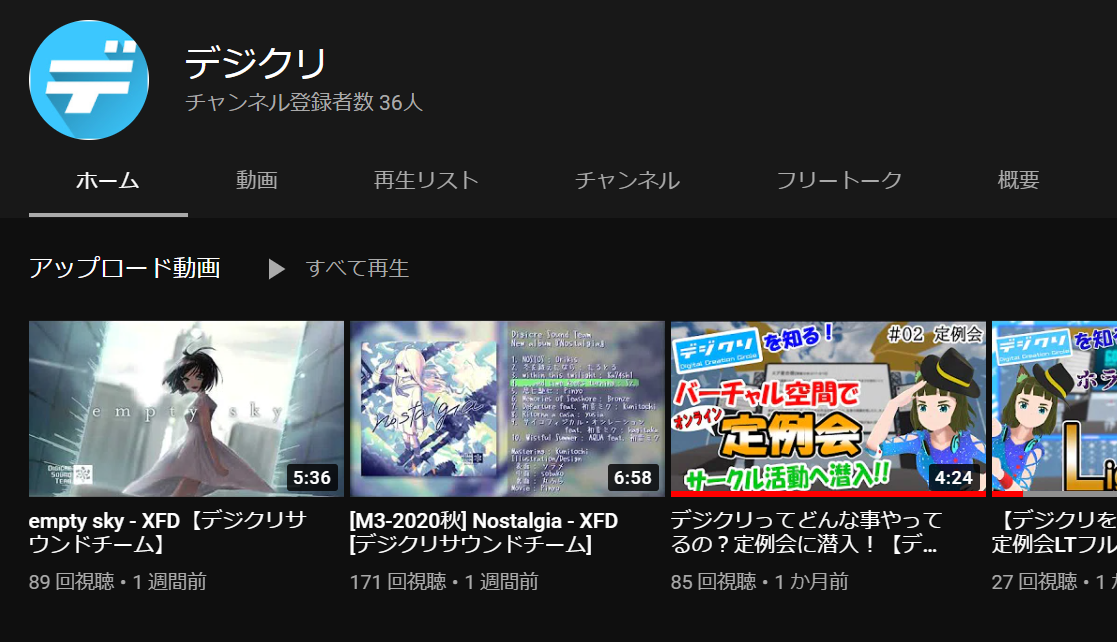 デジクリ
チャンネル登録者数 36人
ホーム
動画
再生リスト
チャンネル
フリートーク
概要
アップロード動画
すべて再生
empty sky
DIGICRE
SOUND
TEAM
5:36
Digicre Sound Team
New album 『Nostalgia』
nostalgia
6:58
デジクリを知る！
Digital Creation Circle
#02 定例会
バーチャル空間で
オンライン
定例会
サークル活動へ潜入!!
4:24
デジクリを知
Digital Creation Circle
empty sky - XFD【デジクリサ
ウンドチーム】
89 回視聴・1 週間前
[M3-2020秋] Nostalgia - XFD
[デジクリサウンドチーム]
171 回視聴・1 週間前
デジクリってどんな事やって
るの？定例会に潜入！【デ...
85 回視聴・1 か月前
【デジクリを
定例会LTフル
27 回視聴・1